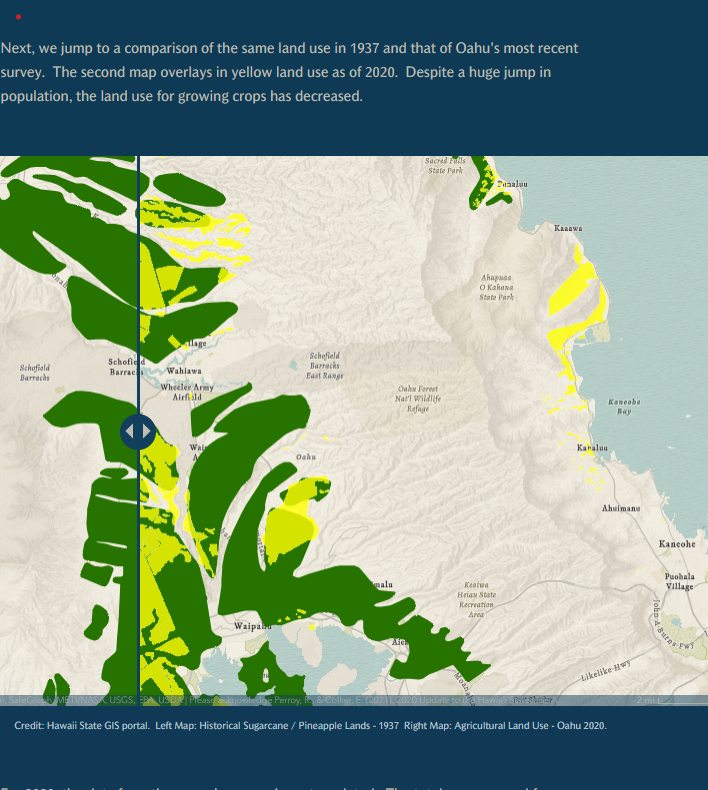 Next, we jump to a comparison of the same land use in 1937 and that of Oahu's most recent
survey. The second map overlays in yellow land use as of 2020. Despite a huge jump in
population, the land use for growing crops has decreased.
Sacred Falls
State Park
Punaluu
Kaaawa
Ahupuaa
O Kahana
State Park
Schofield
Barracks
Schofield
Barracks
Wahiawa
Wheeler Army
Airfield
Schofield
Barracks
East Range
Oahu Forest
Nat'l Wildlife
Refuge
Kaneohe
Bay
Oahu
Kahaluu
Ahuimanu
Kaneohe
Puohala
Village
Keaiwa
Heiau State
Recreation
Area
Waipahu
John A Burns Fwy
Likelike Hwy
USGS, EPA, USDA | Please acknowledge Perroy, R. & Collier, E. (2021). 2020 Update to
2 mi
Credit: Hawaii State GIS portal. Left Map: Historical Sugarcane / Pineapple Lands - 1937 Right Map: Agricultural Land Use - Oahu 2020.